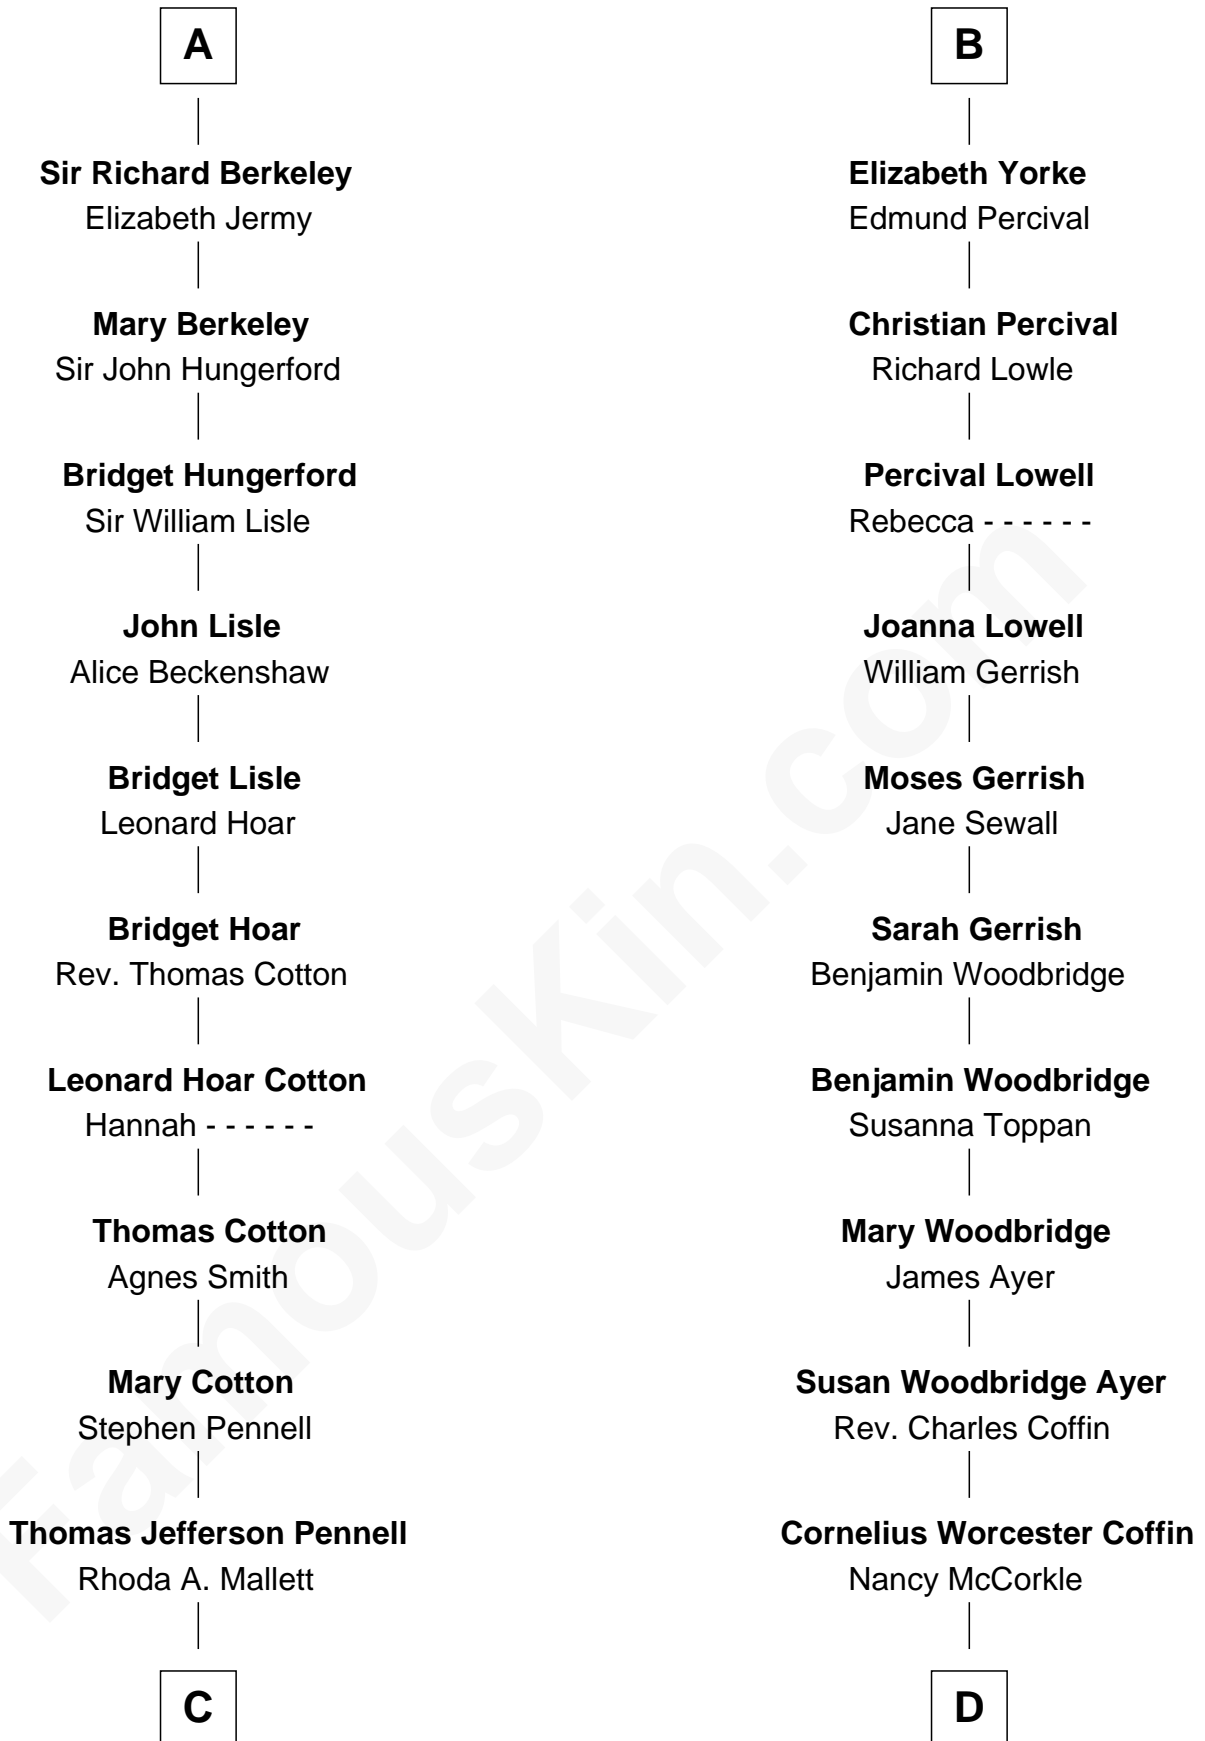 A
Sir Richard Berkeley
Elizabeth Jermy
Mary Berkeley
Sir John Hungerford
Bridget Hungerford
Sir William Lisle
John Lisle
Alice Beckenshaw
Bridget Lisle
Leonard Hoar
Bridget Hoar
Rev. Thomas Cotton
Leonard Hoar Cotton
Hannah - - - - - -
Thomas Cotton
Agnes Smith
Mary Cotton
Stephen Pennell
Thomas Jefferson Pennell
Rhoda A. Mallett
C
B
Elizabeth Yorke
Edmund Percival
Christian Percival
Richard Lowle
Percival Lowell
Rebecca - - - - - -
Joanna Lowell
William Gerrish
Moses Gerrish
Jane Sewall
Sarah Gerrish
Benjamin Woodbridge
Benjamin Woodbridge
Susanna Toppan
Mary Woodbridge
James Ayer
Susan Woodbridge Ayer
Rev. Charles Coffin
Cornelius Worcester Coffin
Nancy McCorkle
D
FamousKin.com